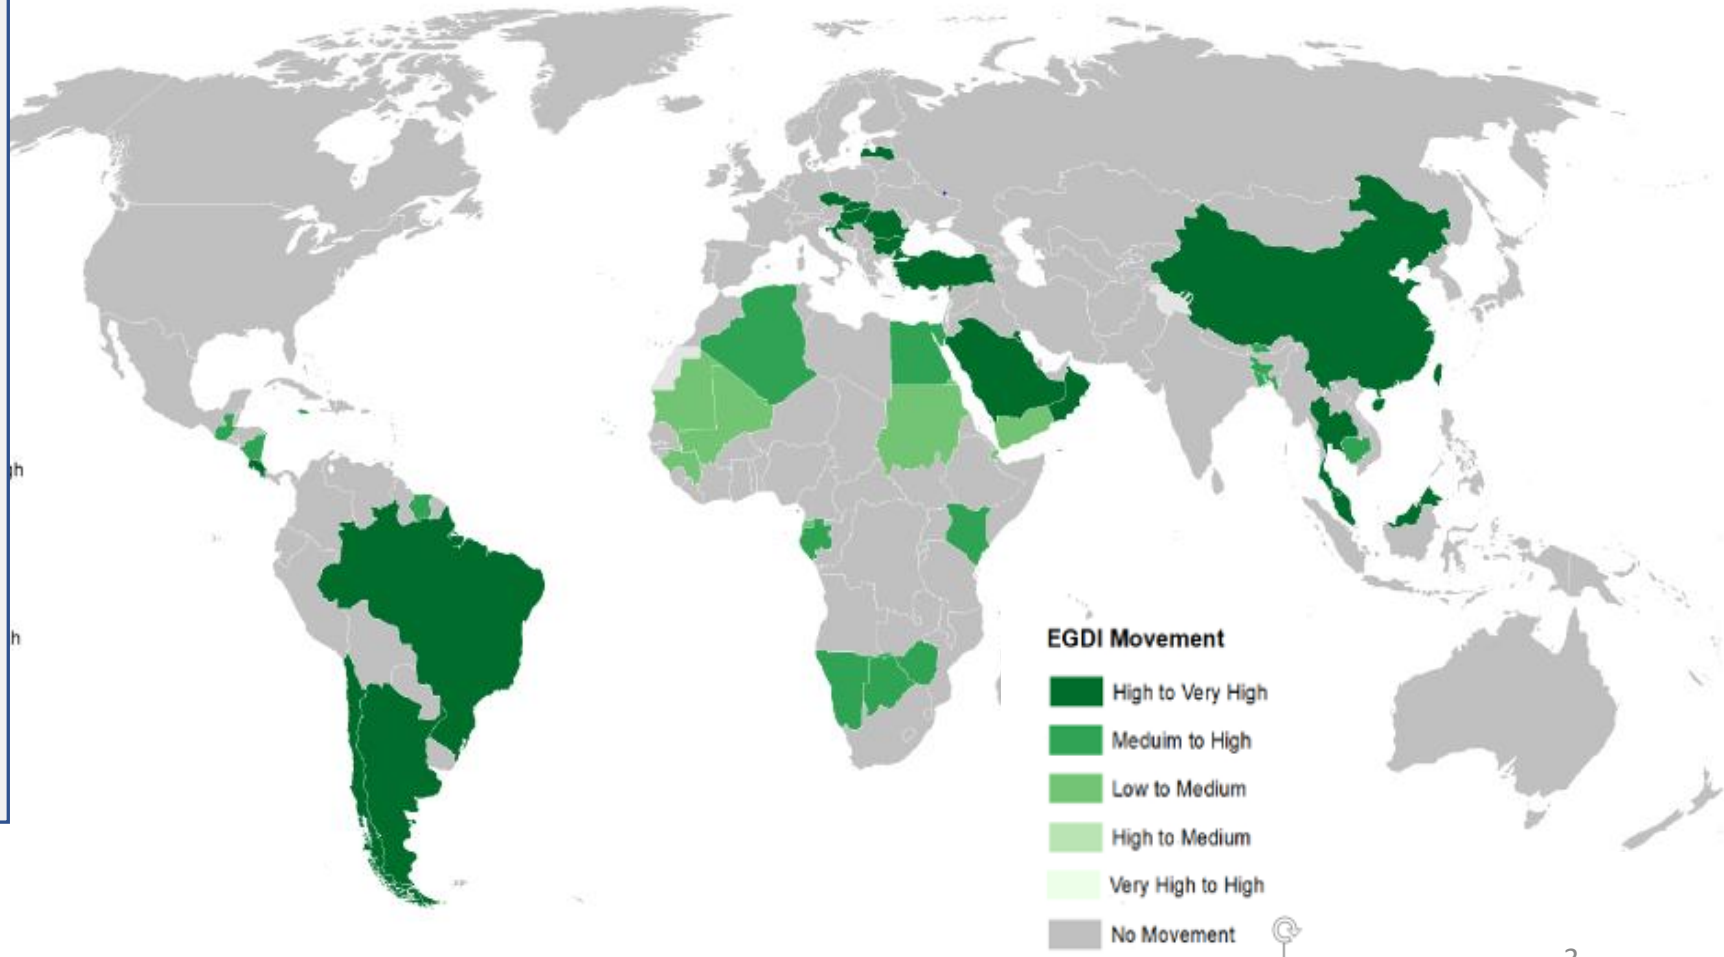 gh
h
EGDI Movement
High to Very High
Meduim to High
Low to Medium
High to Medium
Very High to High
No Movement